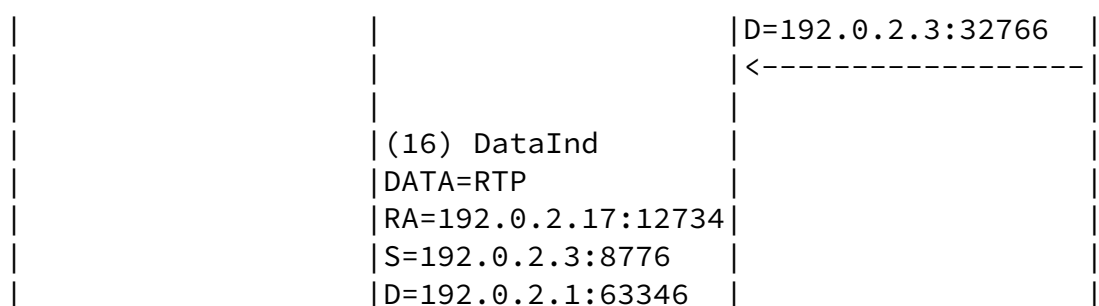 |                   |                   |D=192.0.2.3:32766  |
|                   |                   |<------------------|
|                   |                   |                   |
|                   |(16) DataInd       |                   |
|                   |DATA=RTP           |                   |
|                   |RA=192.0.2.17:12734|                   |
|                   |S=192.0.2.3:8776   |                   |
|                   |D=192.0.2.1:63346  |                   |